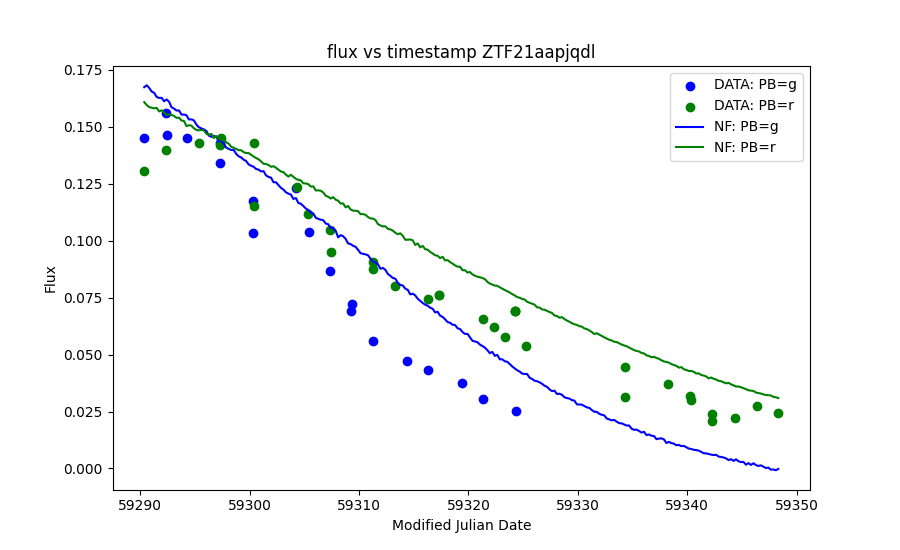 flux vs timestamp ZTF21aapjqdl
0.175
0.150
0.125
0.100
0.075
0.050
0.025
0.000
Flux
DATA: PB=g
DATA: PB=r
NF: PB=g
NF: PB=r
59290 59300 59310 59320 59330 59340 59350
Modified Julian Date